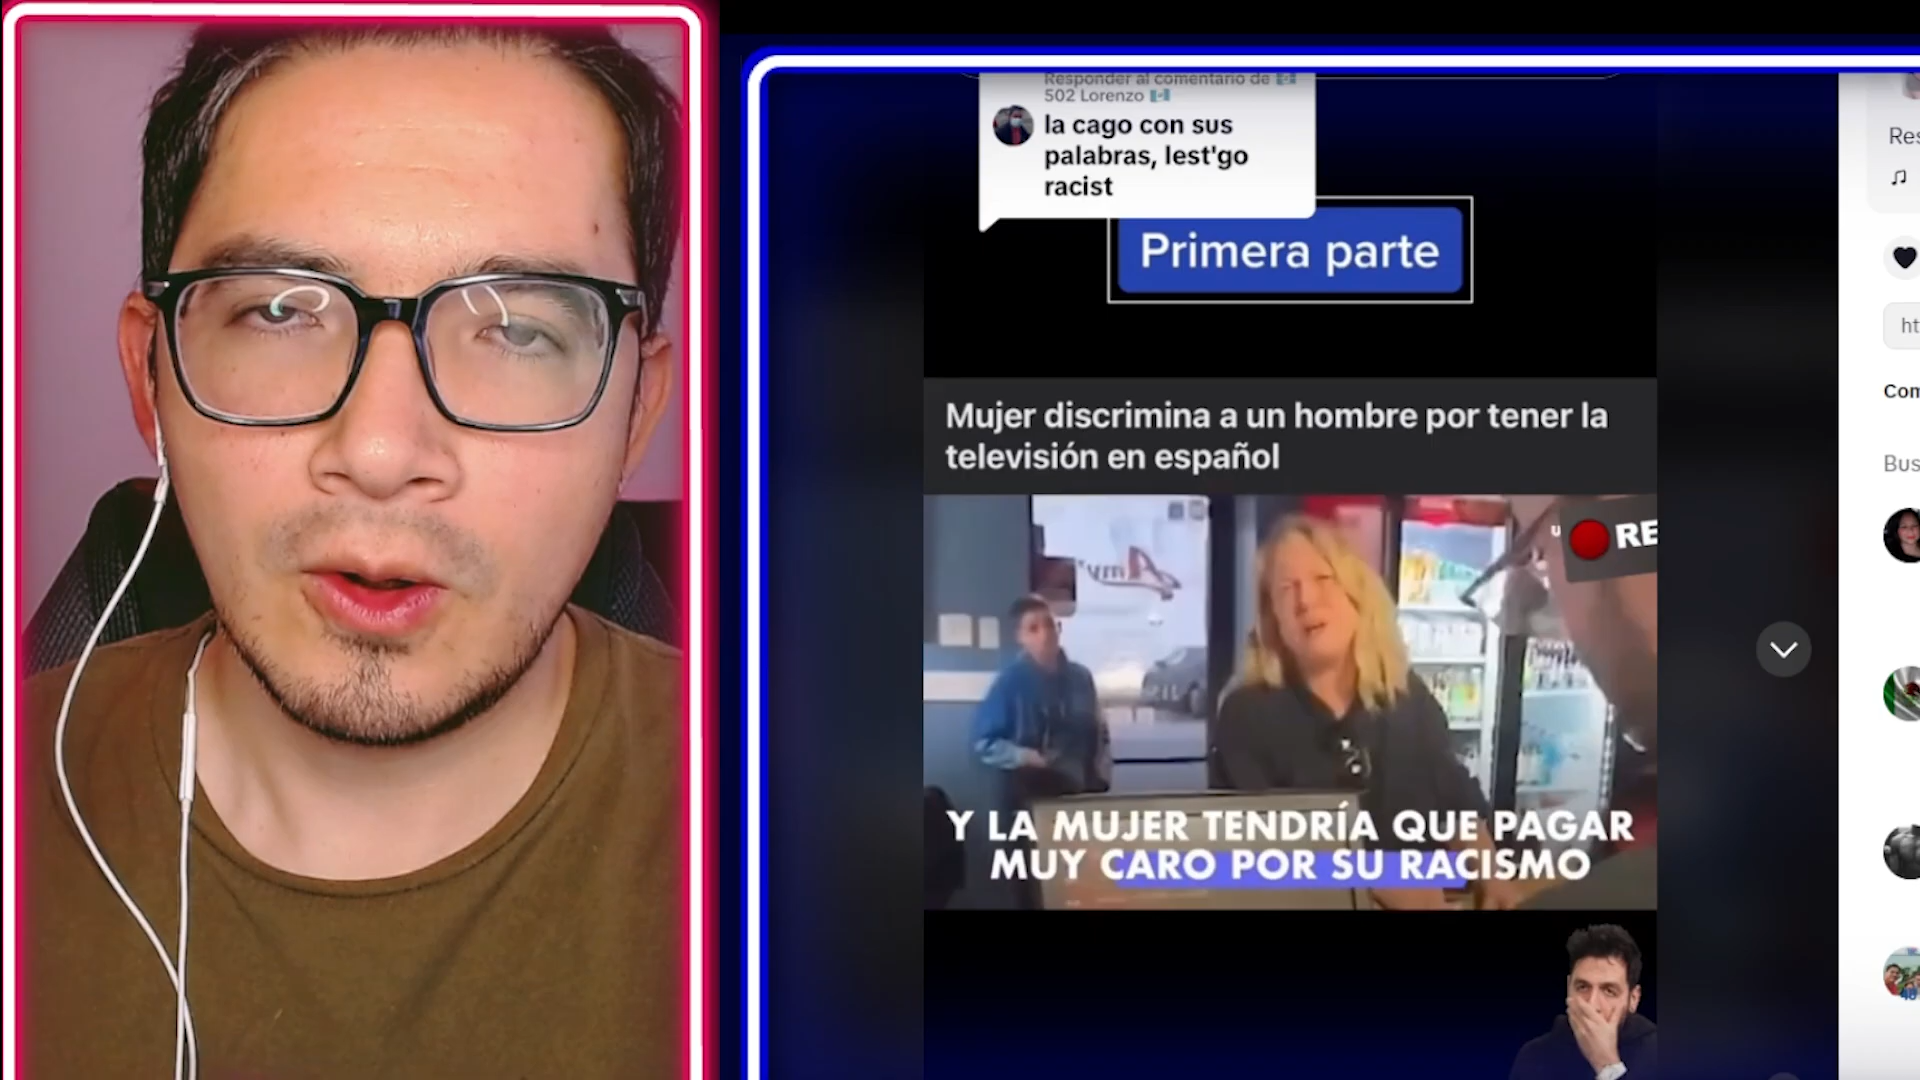 Responder al comentario de 🇬🇹
502 Lorenzo 🇬🇹
la cago con sus
palabras, lest'go
racist
Primera parte
Mujer discrimina a un hombre por tener la
televisión en español
RE
Y LA MUJER TENDRÍA QUE PAGAR
MUY CARO POR SU RACISMO
Res
ht
Com
Bus